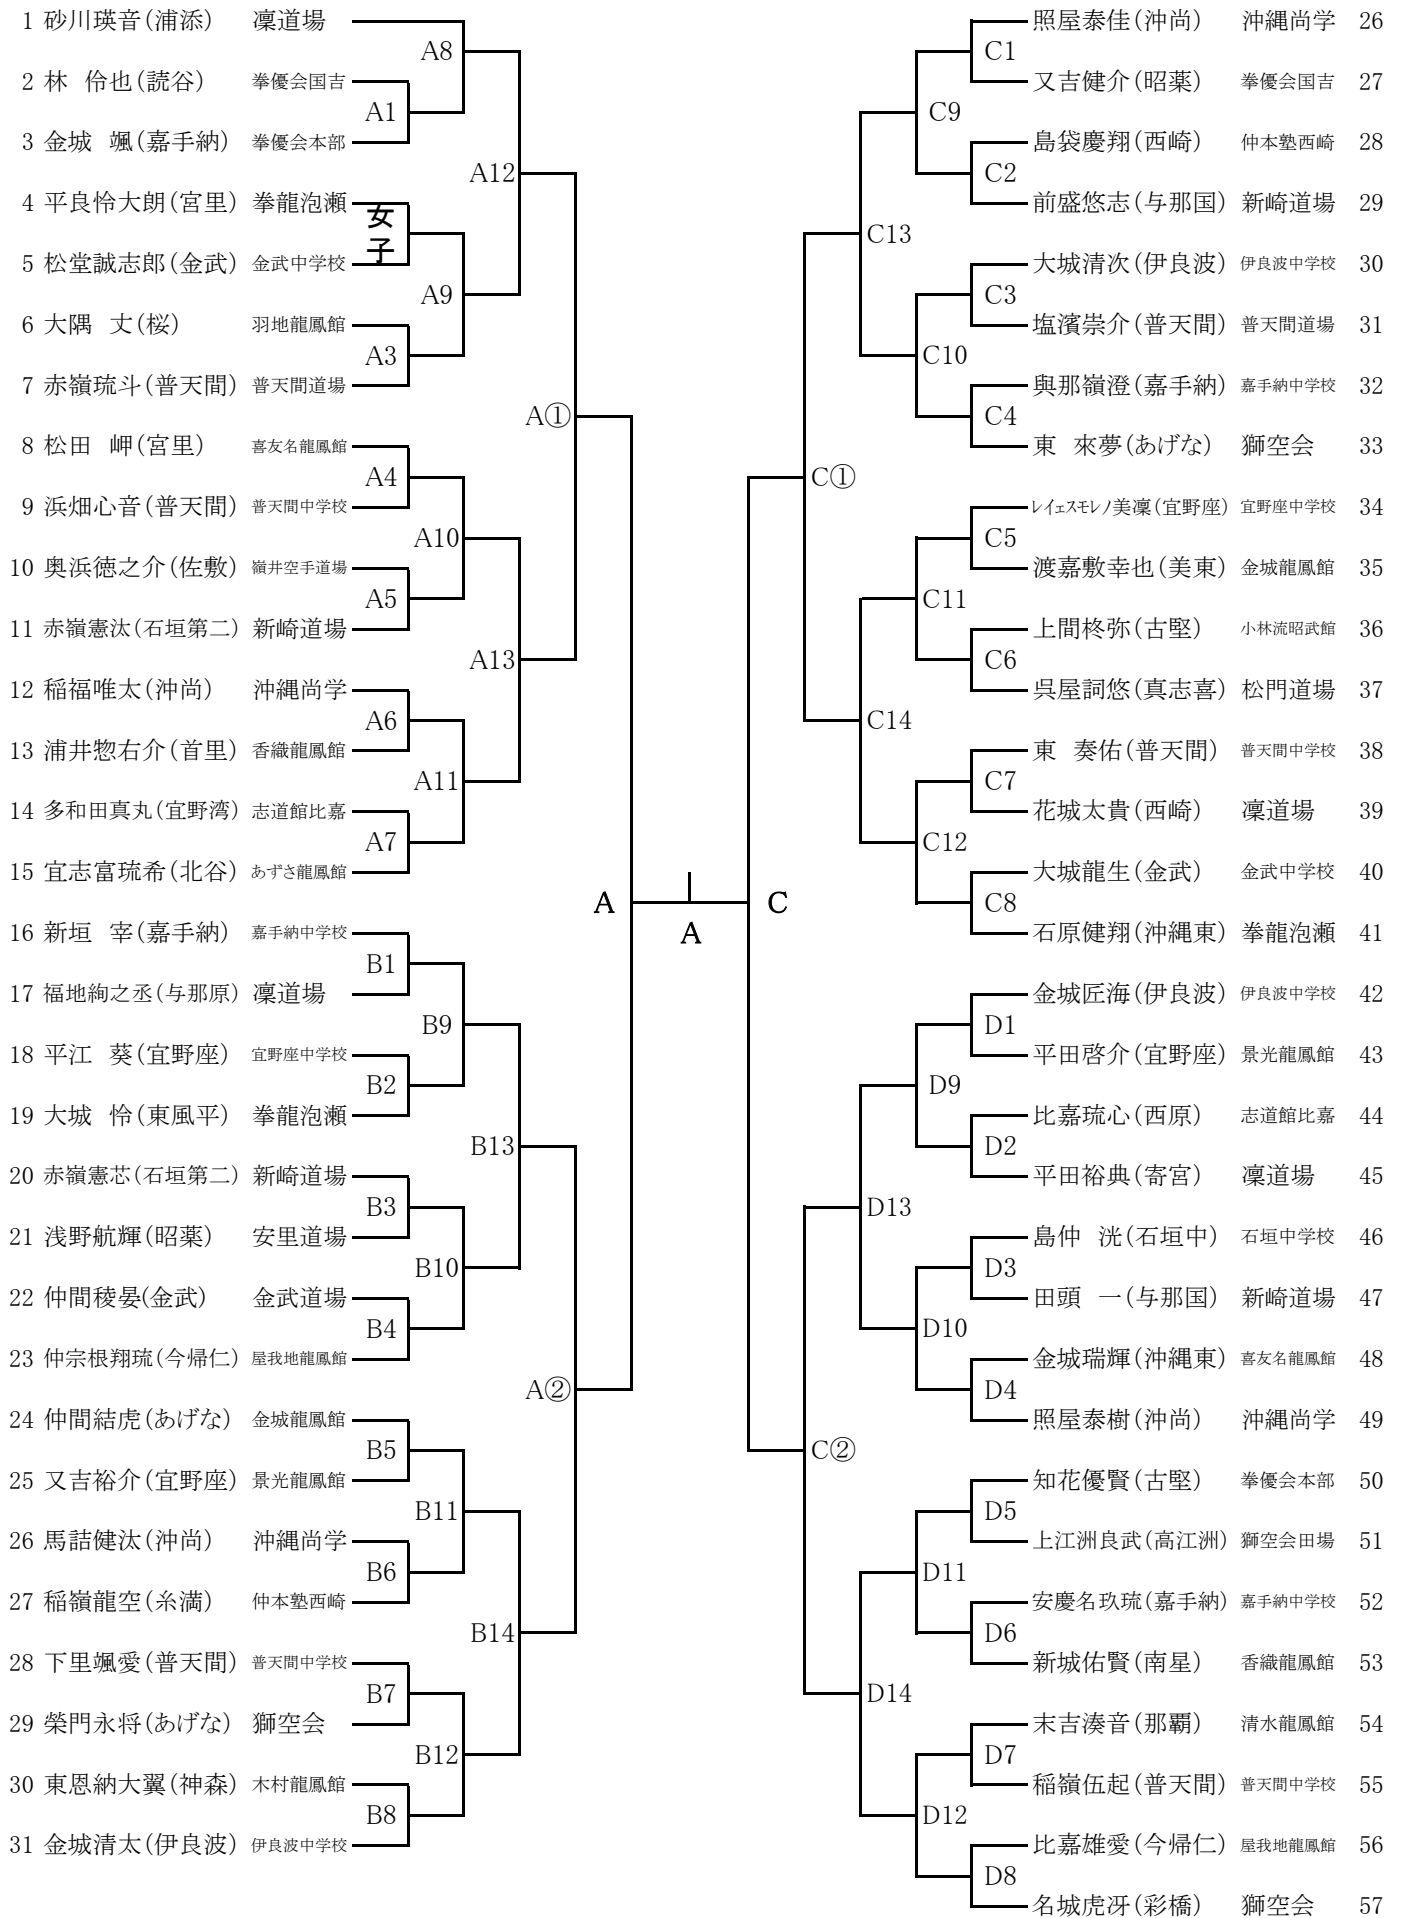 1 砂川瑛音(浦添) 凜道場
A8
2 林 伶也(読谷) 拳優会国吉
A1
3 金城 颯(嘉手納) 拳優会本部
A12
4 平良怜大朗(宮里) 拳龍泡瀬
女子
5 松堂誠志郎(金武) 金武中学校
A9
6 大隅 丈(桜) 羽地龍鳳館
A3
7 赤嶺琉斗(普天間) 普天間道場
A①
8 松田 岬(宮里) 喜友名龍鳳館
A4
9 浜畑心音(普天間) 普天間中学校
A10
10 奥浜徳之介(佐敷) 嶺井空手道場
A5
11 赤嶺憲汰(石垣第二) 新崎道場
A13
12 稲福唯太(沖尚) 沖縄尚学
A6
13 浦井惣右介(首里) 香織龍鳳館
A11
14 多和田真丸(宜野湾) 志道館比嘉
A7
15 宜志富琉希(北谷) あずさ龍鳳館
A
16 新垣 宰(嘉手納) 嘉手納中学校
B1
17 福地絢之丞(与那原) 凜道場
B9
18 平江 葵(宜野座) 宜野座中学校
B2
19 大城 怜(東風平) 拳龍泡瀬
B13
20 赤嶺憲芯(石垣第二) 新崎道場
B3
21 浅野航輝(昭薬) 安里道場
B10
22 仲間稜晏(金武) 金武道場
B4
23 仲宗根翔琉(今帰仁) 屋我地龍鳳館
A②
24 仲間結虎(あげな) 金城龍鳳館
B5
25 又吉裕介(宜野座) 景光龍鳳館
B11
26 馬詰健汰(沖尚) 沖縄尚学
B6
27 稲嶺龍空(糸満) 仲本塾西崎
B14
28 下里颯愛(普天間) 普天間中学校
B7
29 榮門永将(あげな) 獅空会
B12
30 東恩納大翼(神森) 木村龍鳳館
B8
31 金城清太(伊良波) 伊良波中学校
A
照屋泰佳(沖尚) 沖縄尚学 26
C1
又吉健介(昭薬) 拳優会国吉 27
C9
島袋慶翔(西崎) 仲本塾西崎 28
C2
前盛悠志(与那国) 新崎道場 29
C13
大城清次(伊良波) 伊良波中学校 30
C3
塩濱崇介(普天間) 普天間道場 31
C10
與那嶺澄(嘉手納) 嘉手納中学校 32
C4
東 來夢(あげな) 獅空会 33
C①
レイェスモレノ美凜(宜野座) 宜野座中学校 34
C5
渡嘉敷幸也(美東) 金城龍鳳館 35
C11
上間柊弥(古堅) 小林流昭武館 36
C6
呉屋詞悠(真志喜) 松門道場 37
C14
東 奏佑(普天間) 普天間中学校 38
C7
花城太貴(西崎) 凜道場 39
C12
大城龍生(金武) 金武中学校 40
C8
C
石原健翔(沖縄東) 拳龍泡瀬 41
金城匠海(伊良波) 伊良波中学校 42
D1
平田啓介(宜野座) 景光龍鳳館 43
D9
比嘉琉心(西原) 志道館比嘉 44
D2
平田裕典(寄宮) 凜道場 45
D13
島仲 洸(石垣中) 石垣中学校 46
D3
田頭 一(与那国) 新崎道場 47
D10
金城瑞輝(沖縄東) 喜友名龍鳳館 48
D4
照屋泰樹(沖尚) 沖縄尚学 49
C②
知花優賢(古堅) 拳優会本部 50
D5
上江洲良武(高江洲) 獅空会田場 51
D11
安慶名玖琉(嘉手納) 嘉手納中学校 52
D6
新城佑賢(南星) 香織龍鳳館 53
D14
末吉湊音(那覇) 清水龍鳳館 54
D7
稲嶺伍起(普天間) 普天間中学校 55
D12
比嘉雄愛(今帰仁) 屋我地龍鳳館 56
D8
名城虎冴(彩橋) 獅空会 57